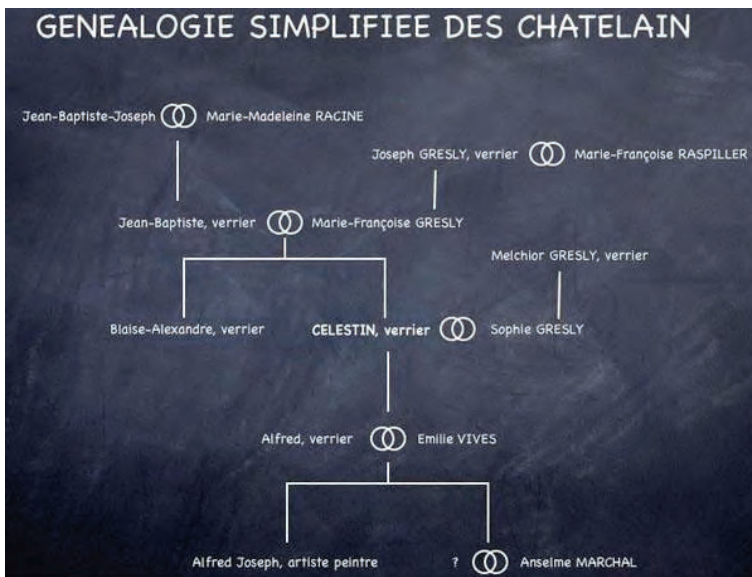 GENEALOGIE SIMPLIFIEE DES CHATELAIN
Jean-Baptiste-Joseph Marie-Madeleine RACINE
Joseph GRESLY, verrier Marie-Françoise RASPILLER
Jean-Baptiste, verrier Marie-Françoise GRESLY
Melchior GRESLY, verrier
Blaise-Alexandre, verrier CELESTIN, verrier Sophie GRESLY
Alfred, verrier Emilie VIVES
Alfred Joseph, artiste peintre ? Anselme MARCHAL